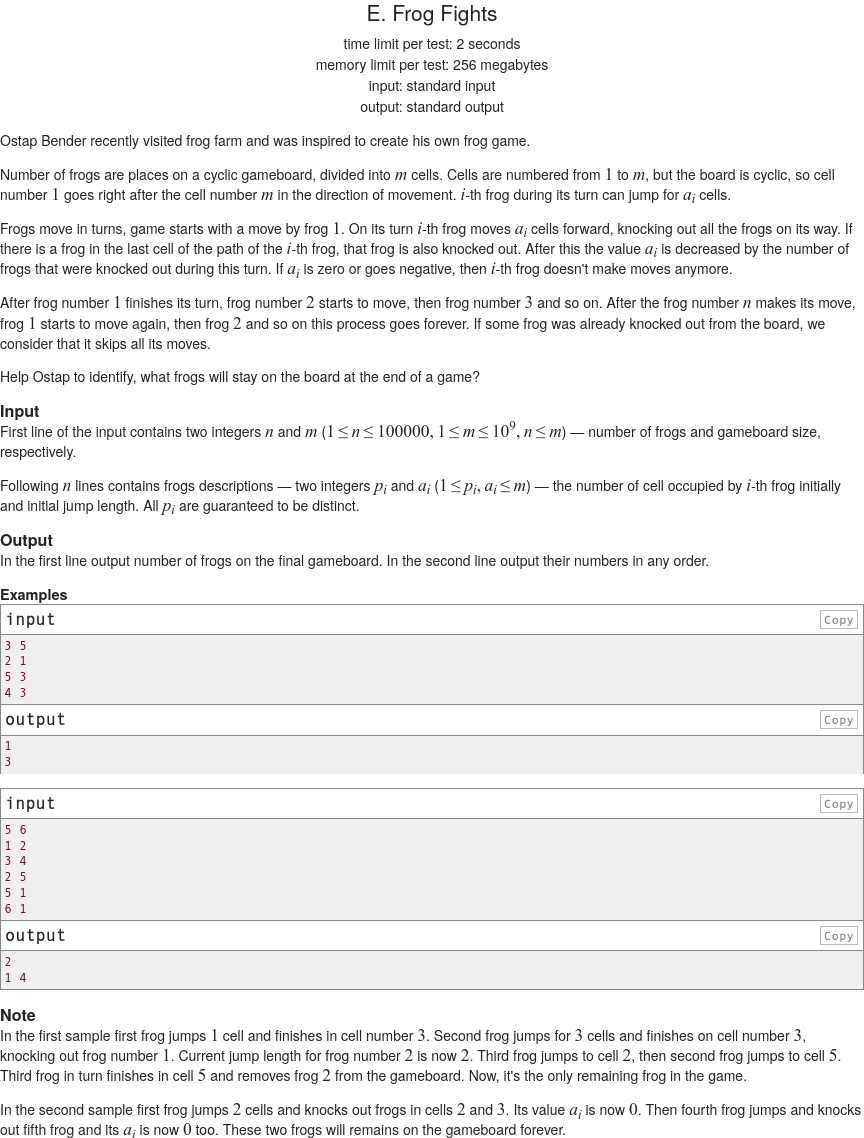 E. Frog Fights
time limit per test: 2 seconds
memory limit per test: 256 megabytes
input: standard input
output: standard output
Ostap Bender recently visited frog farm and was inspired to create his own frog game.
Number of frogs are places on a cyclic gameboard, divided into m cells. Cells are numbered from 1 to m, but the board is cyclic, so cell
number 1 goes right after the cell number m in the direction of movement. i-th frog during its turn can jump for a_i cells.
Frogs move in turns, game starts with a move by frog 1. On its turn i-th frog moves a_i cells forward, knocking out all the frogs on its way. If
there is a frog in the last cell of the path of the i-th frog, that frog is also knocked out. After this the value a_i is decreased by the number of
frogs that were knocked out during this turn. If a_i is zero or goes negative, then i-th frog doesn't make moves anymore.
After frog number 1 finishes its turn, frog number 2 starts to move, then frog number 3 and so on. After the frog number n makes its move,
frog 1 starts to move again, then frog 2 and so on this process goes forever. If some frog was already knocked out from the board, we
consider that it skips all its moves.
Help Ostap to identify, what frogs will stay on the board at the end of a game?
Input
First line of the input contains two integers n and m (1 ≤ n ≤ 100000, 1 ≤ m ≤ 10^9, n ≤ m) — number of frogs and gameboard size,
respectively.
Following n lines contains frogs descriptions — two integers p_i and a_i (1 ≤ p_i, a_i ≤ m) — the number of cell occupied by i-th frog initially
and initial jump length. All p_i are guaranteed to be distinct.
Output
In the first line output number of frogs on the final gameboard. In the second line output their numbers in any order.
Examples
input Copy
3 5
2 1
5 3
4 3
output Copy
1
3
input Copy
5 6
1 2
3 4
2 5
5 1
6 1
output Copy
2
1 4
Note
In the first sample first frog jumps 1 cell and finishes in cell number 3. Second frog jumps for 3 cells and finishes on cell number 3,
knocking out frog number 1. Current jump length for frog number 2 is now 2. Third frog jumps to cell 2, then second frog jumps to cell 5.
Third frog in turn finishes in cell 5 and removes frog 2 from the gameboard. Now, it's the only remaining frog in the game.
In the second sample first frog jumps 2 cells and knocks out frogs in cells 2 and 3. Its value a_i is now 0. Then fourth frog jumps and knocks
out fifth frog and its a_i is now 0 too. These two frogs will remains on the gameboard forever.